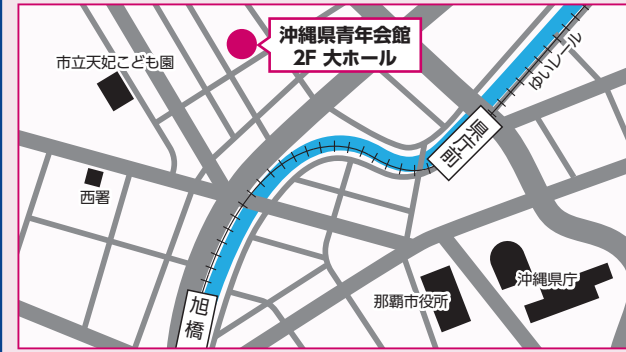 沖縄県青年会館
2F 大ホール
市立天妃こども園
ゆいレール
県庁前
西署
沖縄県庁
那覇市役所
旭橋